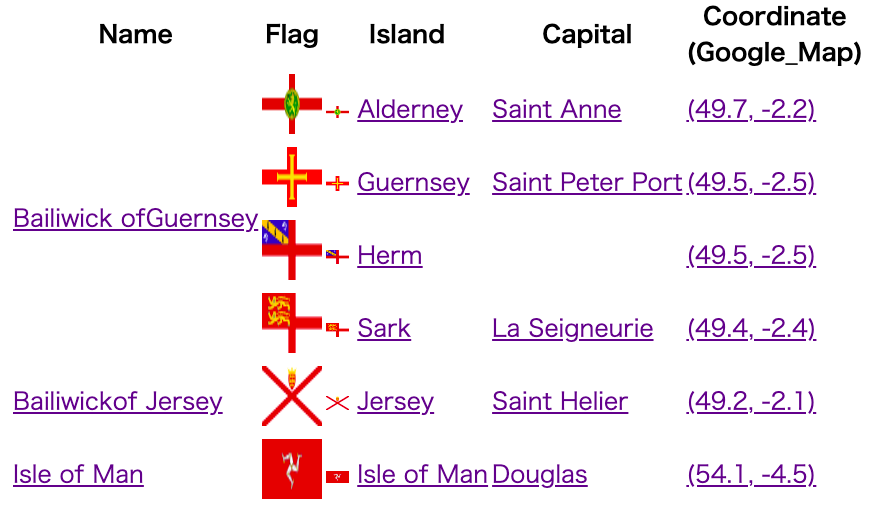 Name Flag Island Capital Coordinate
(Google_Map)
Alderney Saint Anne (49.7, -2.2)
Guernsey Saint Peter Port (49.5, -2.5)
Bailiwick ofGuernsey
Herm (49.5, -2.5)
Sark La Seigneurie (49.4, -2.4)
Bailiwickof Jersey Jersey Saint Helier (49.2, -2.1)
Isle of Man Isle of Man Douglas (54.1, -4.5)